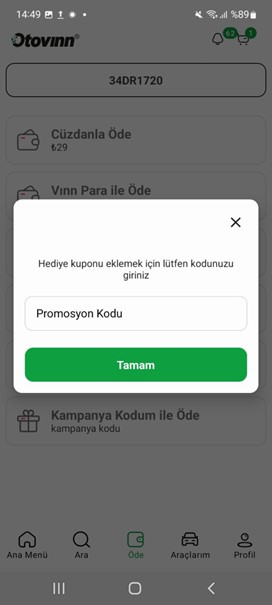 14:49
%89
Otovınn®
62
1
34DR1720
Cüzdanla Öde
₺29
Vınn Para ile Öde
Hediye kuponu eklemek için lütfen kodunuzu
giriniz
Promosyon Kodu
Tamam
Kampanya Kodum ile Öde
kampanya kodu
Ana Menü
Ara
Öde
Araçlarım
Profil